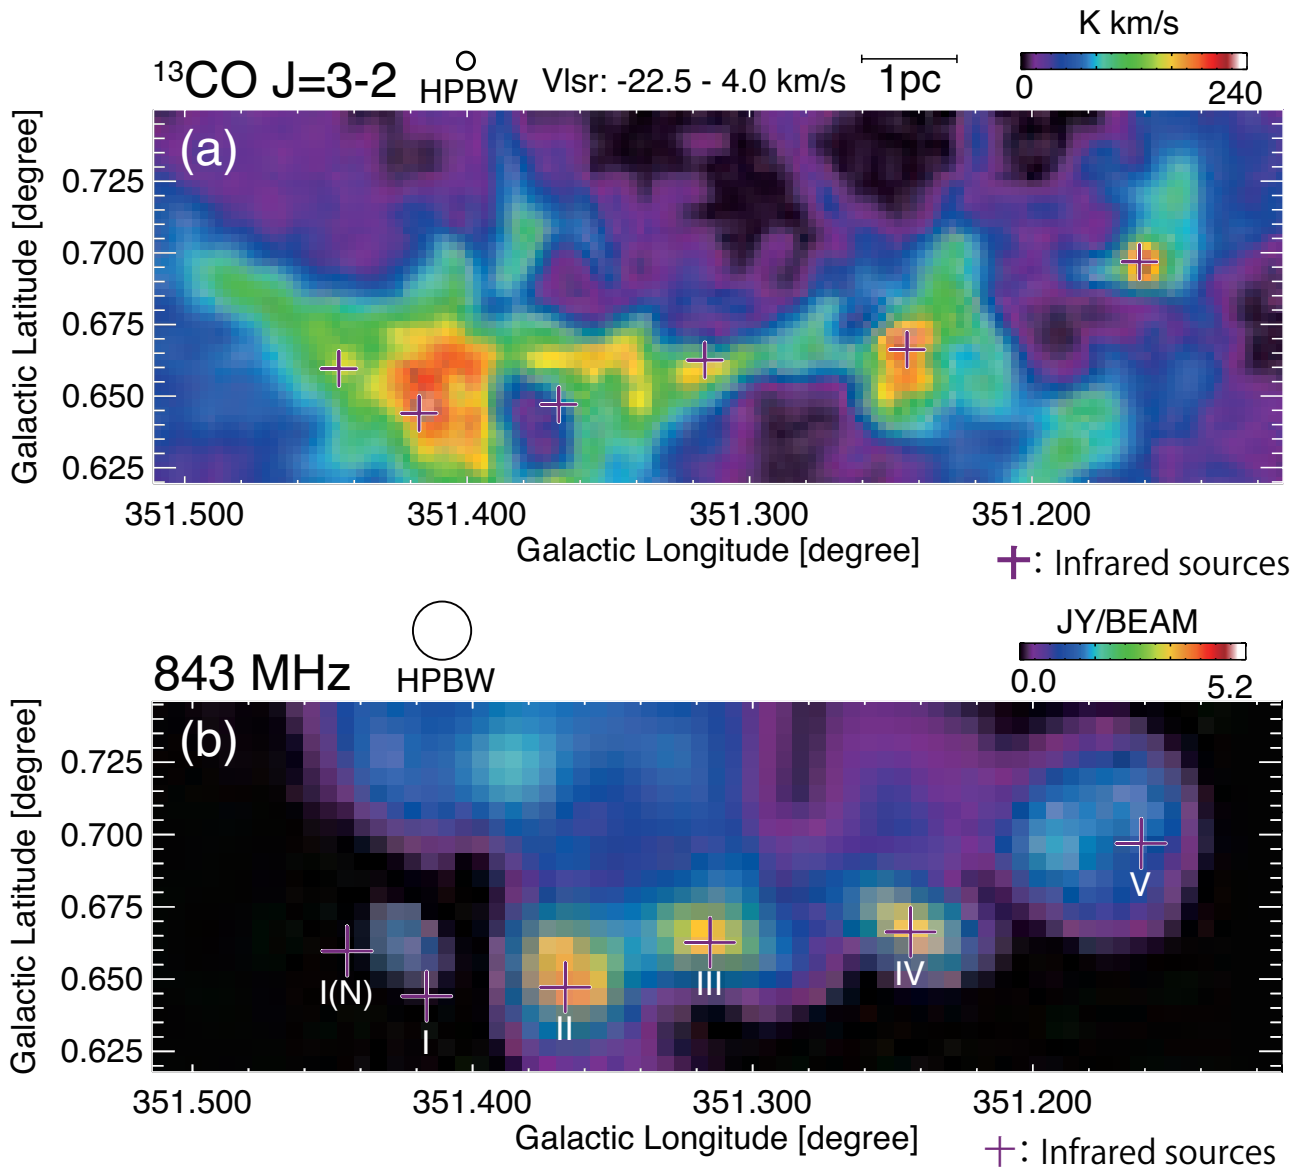 K km/s
¹³CO J=3-2
HPBW
Vlsr: -22.5 - 4.0 km/s
1pc
0
240
(a)
Galactic Latitude [degree]
0.725
0.700
0.675
0.650
0.625
351.500
351.400
351.300
351.200
Galactic Longitude [degree]
+: Infrared sources
843 MHz
HPBW
JY/BEAM
0.0
5.2
(b)
Galactic Latitude [degree]
0.725
0.700
0.675
0.650
0.625
I(N)
I
II
III
IV
V
351.500
351.400
351.300
351.200
Galactic Longitude [degree]
+: Infrared sources